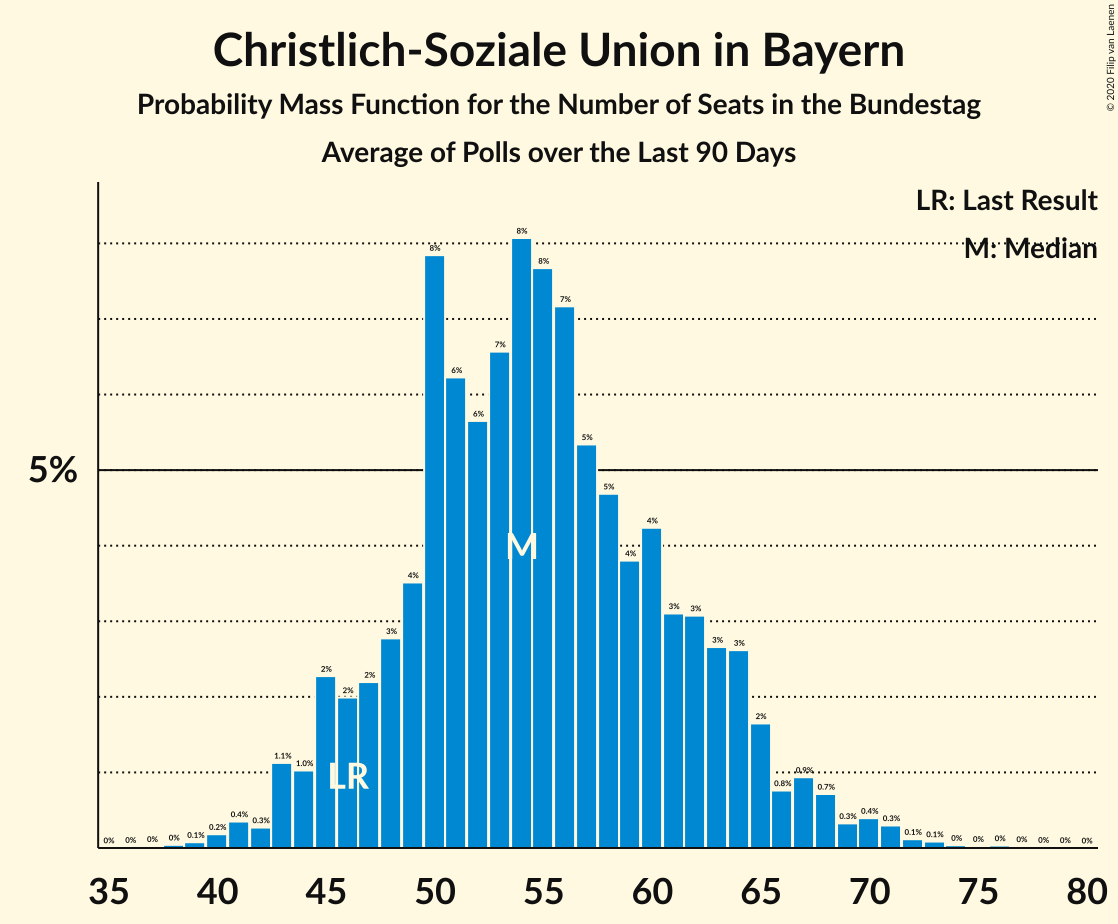 Christlich-Soziale Union in Bayern
Probability Mass Function for the Number of Seats in the Bundestag
Average of Polls over the Last 90 Days
© 2020 Filip van Laenen
LR: Last Result
M: Median
5%
0% 0% 0% 0% 0.1% 0.2% 0.4% 0.3% 1.1% 1.0% 2% 2% 2% 3% 4% 8% 6% 6% 7% 8% 8% 7% 5% 5% 4% 4% 3% 3% 3% 3% 2% 0.8% 0.9% 0.7% 0.3% 0.4% 0.3% 0.1% 0.1% 0% 0% 0% 0% 0% 0% 0%
M
LR
35 40 45 50 55 60 65 70 75 80